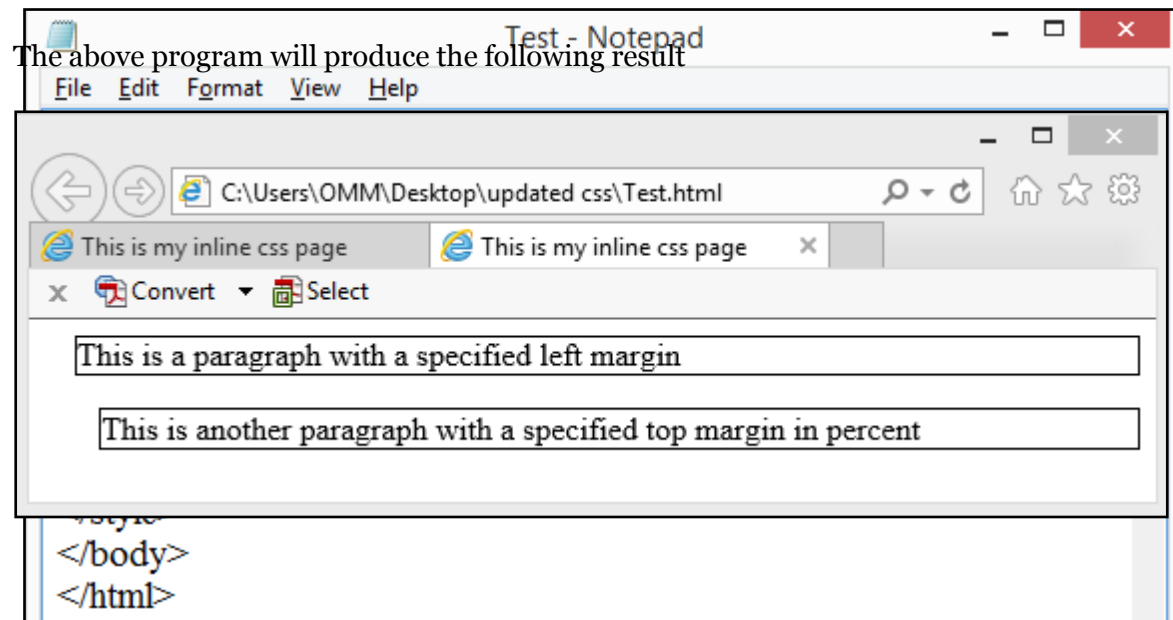 Test - Notepad
The above program will produce the following result
File Edit Format View Help
C:\Users\OMM\Desktop\updated css\Test.html
This is my inline css page This is my inline css page
Convert Select
This is a paragraph with a specified left margin
This is another paragraph with a specified top margin in percent
</style>
</body>
</html>